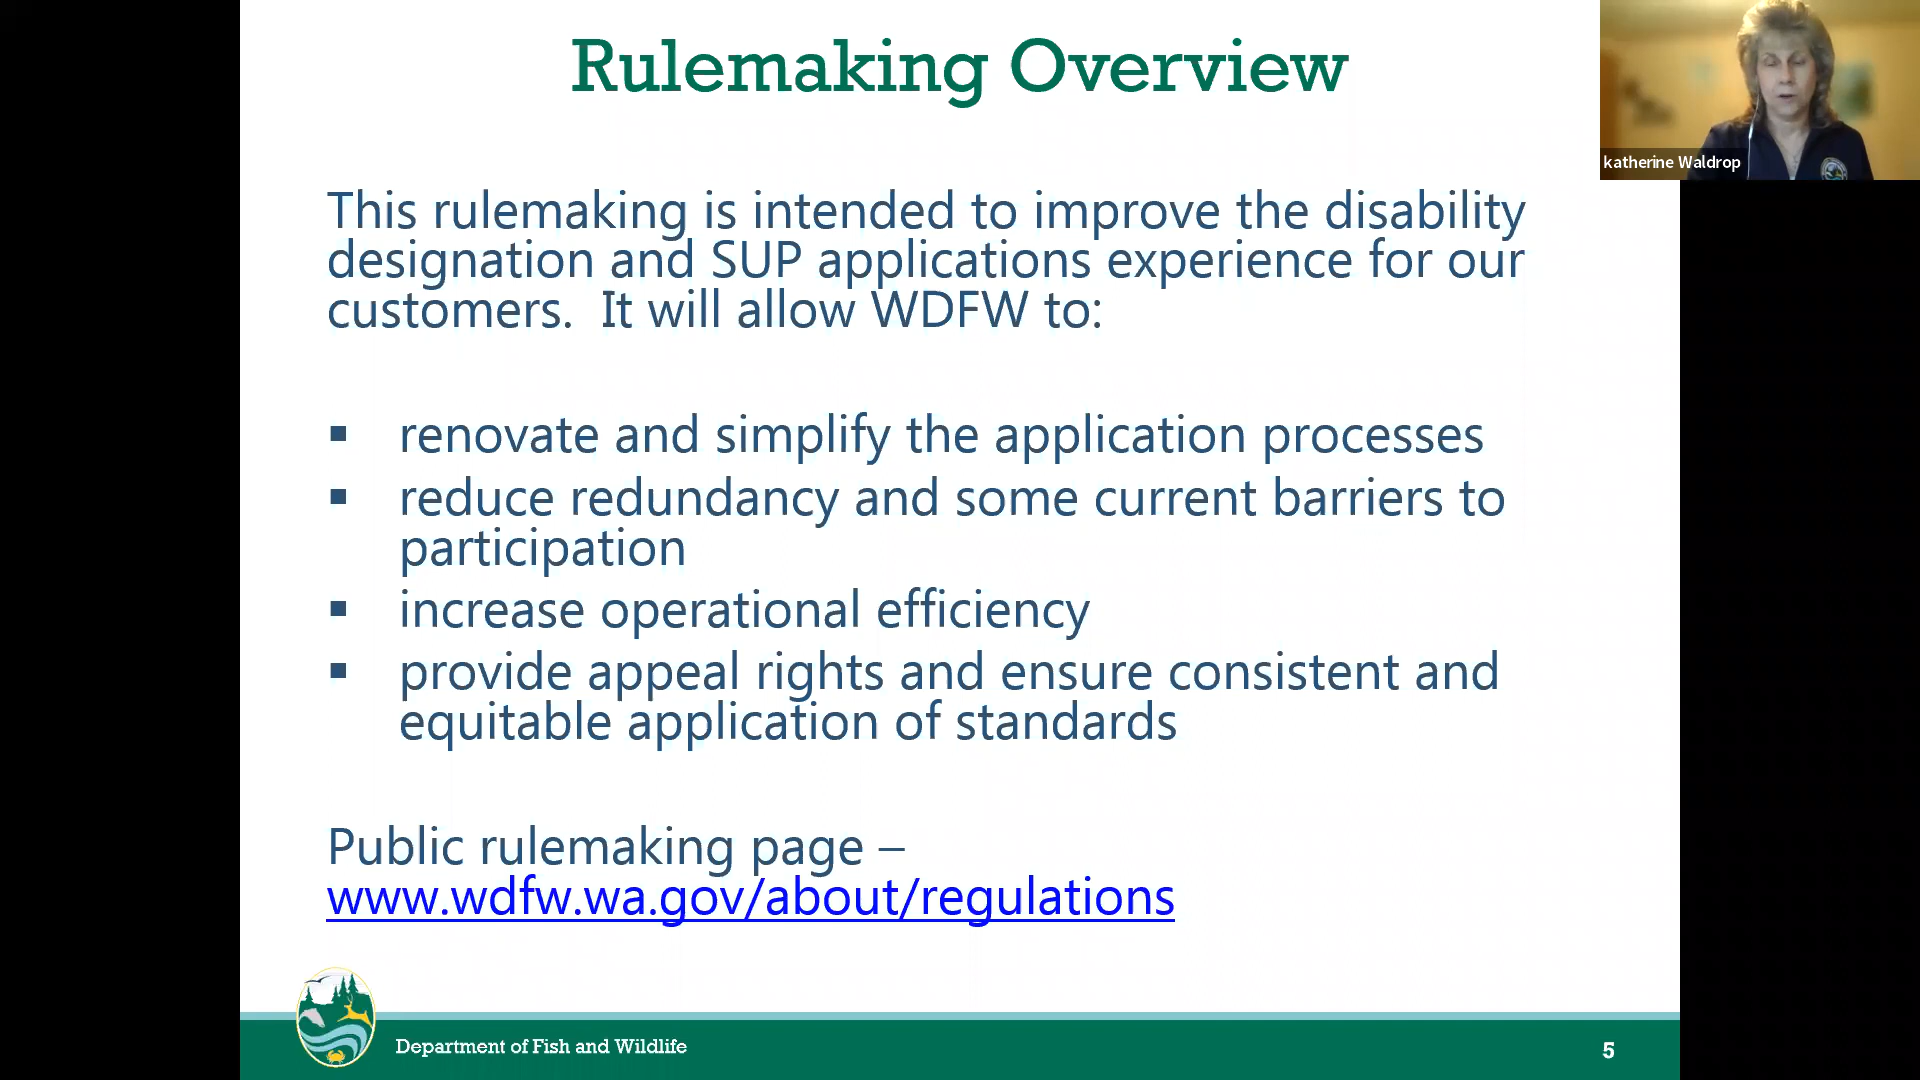 Rulemaking Overview
katherine Waldrop
This rulemaking is intended to improve the disability
designation and SUP applications experience for our
customers.  It will allow WDFW to:
▪ renovate and simplify the application processes
▪ reduce redundancy and some current barriers to
participation
▪ increase operational efficiency
▪ provide appeal rights and ensure consistent and
equitable application of standards
Public rulemaking page –
www.wdfw.wa.gov/about/regulations
Department of Fish and Wildlife
5